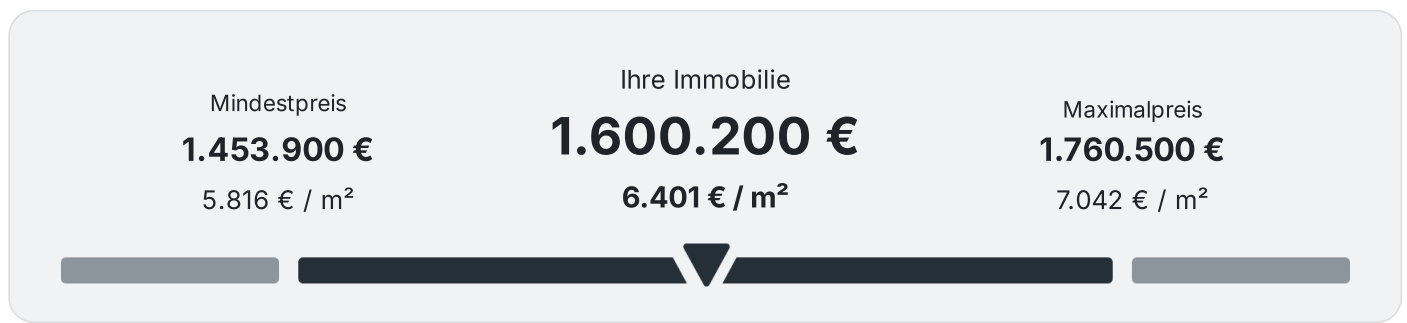 Mindestpreis
1.453.900 €
5.816 € / m²
Ihre Immobilie
1.600.200 €
6.401 € / m²
Maximalpreis
1.760.500 €
7.042 € / m²